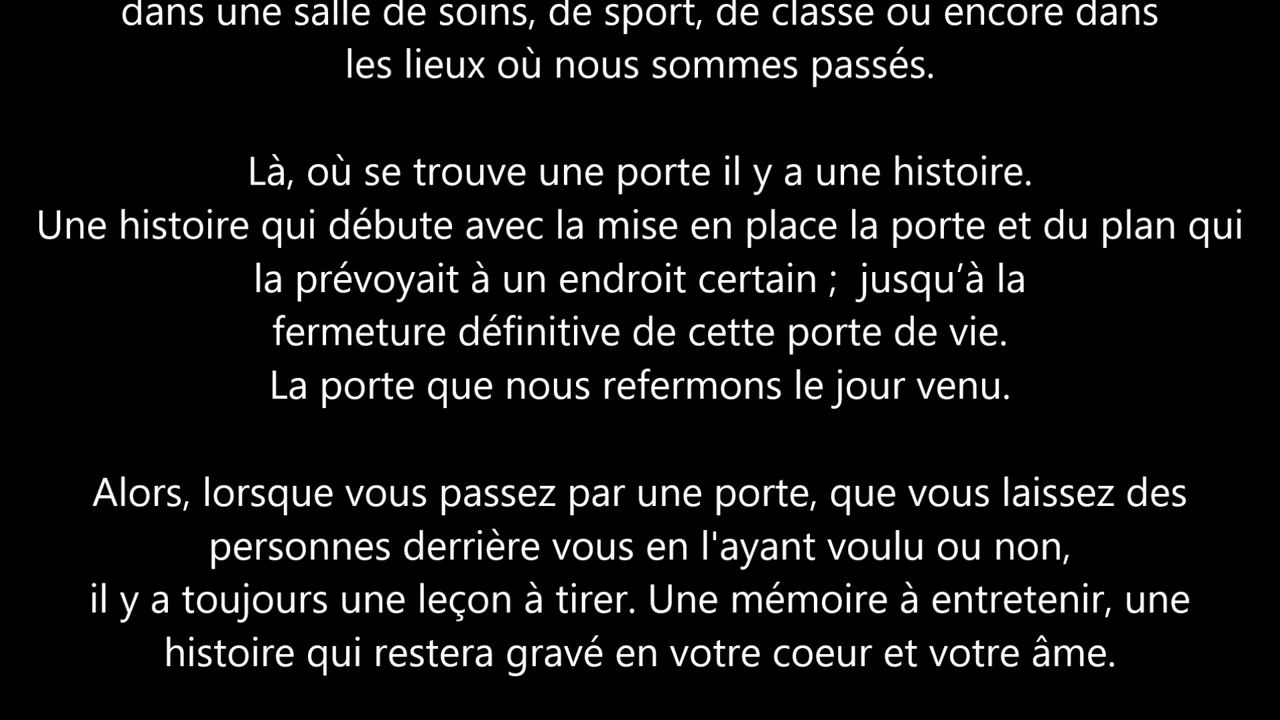 dans une salle de soins, de sport, de classe ou encore dans
les lieux où nous sommes passés.
Là, où se trouve une porte il y a une histoire.
Une histoire qui débute avec la mise en place la porte et du plan qui
la prévoyait à un endroit certain ;  jusqu’à la
fermeture définitive de cette porte de vie.
La porte que nous refermons le jour venu.
Alors, lorsque vous passez par une porte, que vous laissez des
personnes derrière vous en l'ayant voulu ou non,
il y a toujours une leçon à tirer. Une mémoire à entretenir, une
histoire qui restera gravé en votre coeur et votre âme.